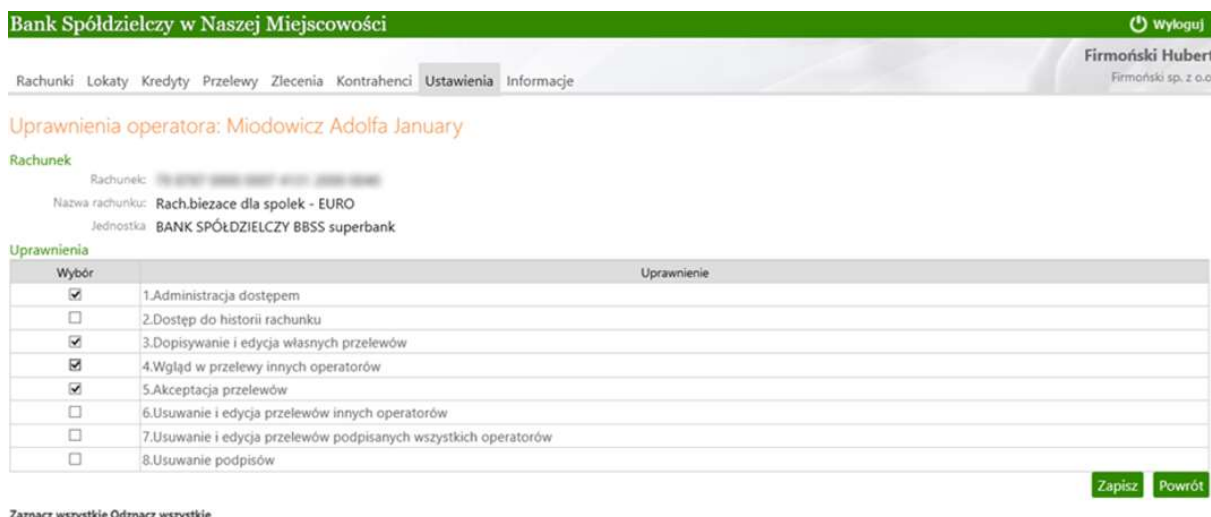 Bank Spółdzielczy w Naszej Miejscowości Wyloguj
Firmoński Hubert
Rachunki Lokaty Kredyty Przelewy Zlecenia Kontrahenci Ustawienia Informacje
Firmoński sp. z o.o
Uprawnienia operatora: Miodowicz Adolfa January
Rachunek
Rachunek:
Nazwa rachunku: Rach.biezace dla spolek - EURO
Jednostka BANK SPÓŁDZIELCZY BBSS superbank
Uprawnienia
Wybór Uprawnienie
1.Administracja dostępem
2.Dostęp do historii rachunku
3.Dopisywanie i edycja własnych przelewów
4.Wgląd w przelewy innych operatorów
5.Akceptacja przelewów
6.Usuwanie i edycja przelewów innych operatorów
7.Usuwanie i edycja przelewów podpisanych wszystkich operatorów
8.Usuwanie podpisów
Zapisz Powrót
Zaznacz wszystkie Odznacz wszystkie